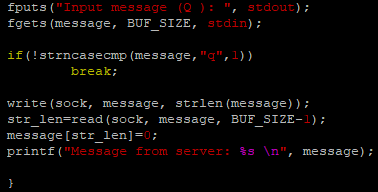 fputs("Input message (Q ): ", stdout);
fgets(message, BUF_SIZE, stdin);
if(!strncasecmp(message,"q",1))
break;
write(sock, message, strlen(message));
str_len=read(sock, message, BUF_SIZE-1);
message[str_len]=0;
printf("Message from server: %s \n", message);
}